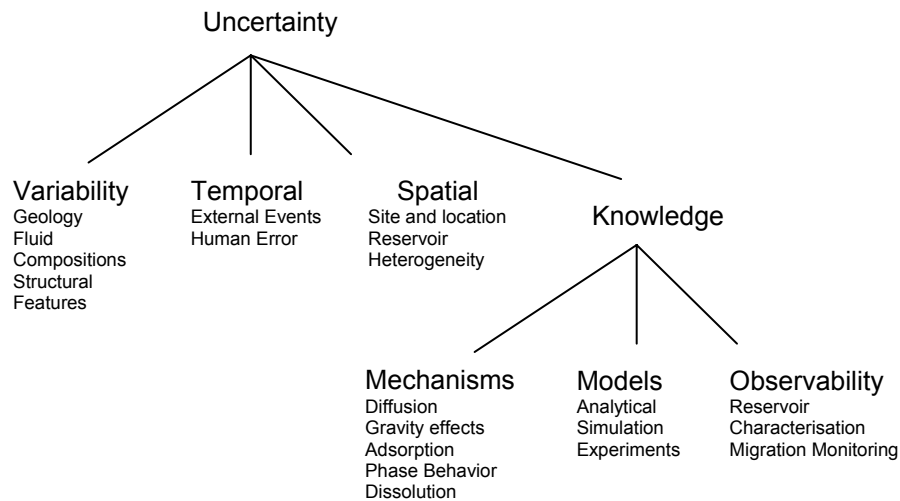 Uncertainty
Variability
Geology
Fluid
Compositions
Structural
Features
Temporal
External Events
Human Error
Spatial
Site and location
Reservoir
Heterogeneity
Knowledge
Mechanisms
Diffusion
Gravity effects
Adsorption
Phase Behavior
Dissolution
Models
Analytical
Simulation
Experiments
Observability
Reservoir
Characterisation
Migration Monitoring